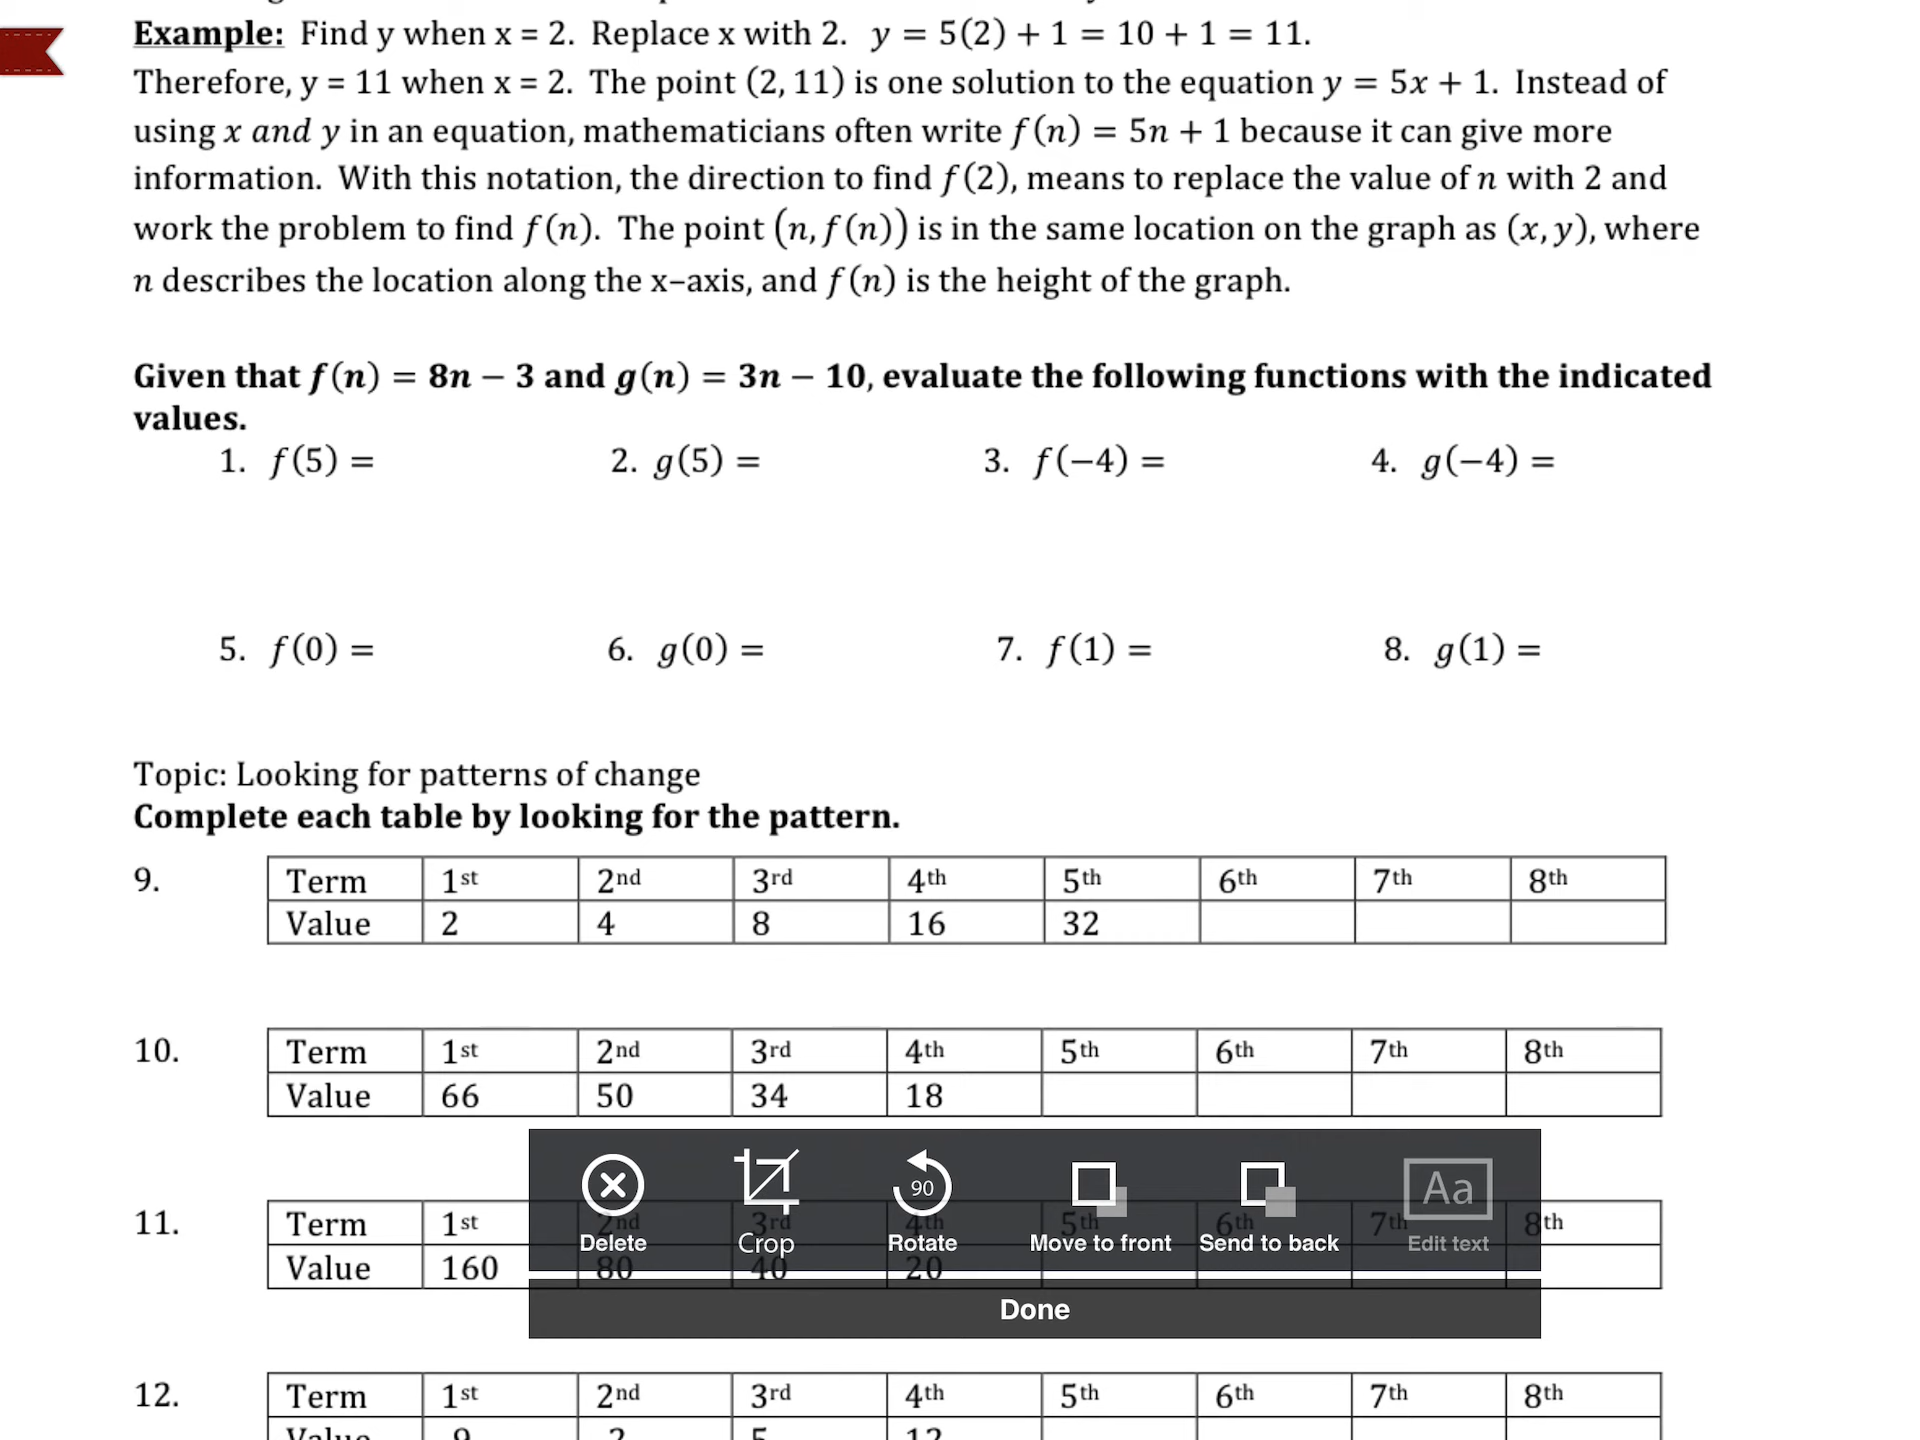 Example: Find y when x = 2. Replace x with 2. y = 5(2) + 1 = 10 + 1 = 11.
Therefore, y = 11 when x = 2. The point (2, 11) is one solution to the equation y = 5x + 1. Instead of
using x and y in an equation, mathematicians often write f(n) = 5n + 1 because it can give more
information. With this notation, the direction to find f(2), means to replace the value of n with 2 and
work the problem to find f(n). The point (n, f(n)) is in the same location on the graph as (x, y), where
n describes the location along the x–axis, and f(n) is the height of the graph.
Given that f(n) = 8n − 3 and g(n) = 3n − 10, evaluate the following functions with the indicated
values.
1. f(5) = 2. g(5) = 3. f(−4) = 4. g(−4) =
5. f(0) = 6. g(0) = 7. f(1) = 8. g(1) =
Topic: Looking for patterns of change
Complete each table by looking for the pattern.
9. Term 1st 2nd 3rd 4th 5th 6th 7th 8th
Value 2 4 8 16 32
10. Term 1st 2nd 3rd 4th 5th 6th 7th 8th
Value 66 50 34 18
90 Aa
11. Term 1st 2nd 3rd 4th 5th 6th 7th 8th
Delete Crop Rotate Move to front Send to back Edit text
Value 160 80 40 20
Done
12. Term 1st 2nd 3rd 4th 5th 6th 7th 8th
Value